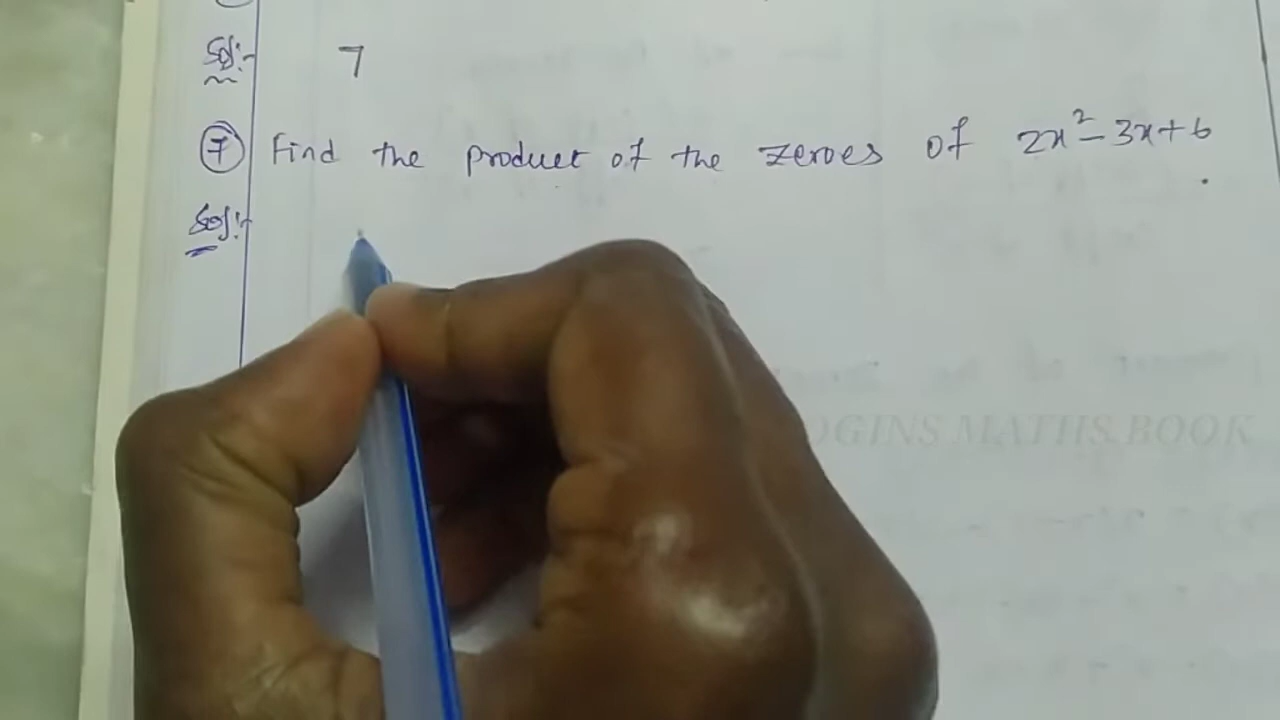 Sol:- 7
⑦ Find the product of the zeroes of 2x² - 3x + 6
Sol:-
OGINS MATHS BOOK